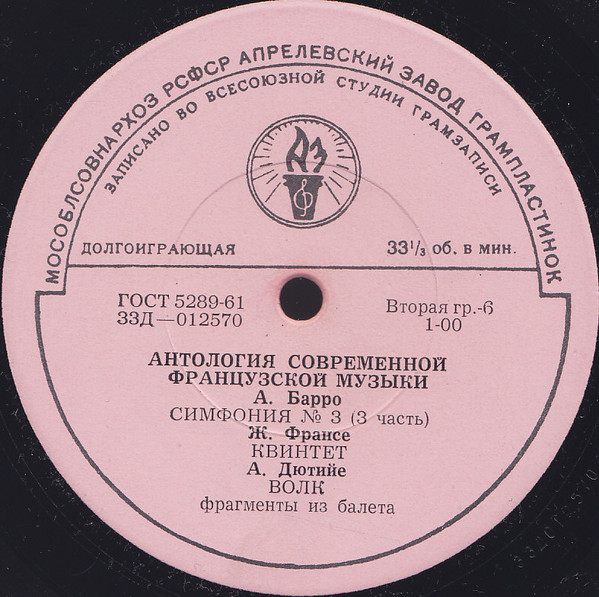 МОСОБЛСОВНАРХОЗ РСФСР АПРЕЛЕВСКИЙ ЗАВОД ГРАМПЛАСТИНОК
ЗАПИСАНО ВО ВСЕСОЮЗНОЙ СТУДИИ ГРАМЗАПИСИ
АЗ
ДОЛГОИГРАЮЩАЯ 33⅓ об. в мин.
ГОСТ 5289-61 Вторая гр.-6
33Д—012570 1-00
АНТОЛОГИЯ СОВРЕМЕННОЙ
ФРАНЦУЗСКОЙ МУЗЫКИ
А. Барро
СИМФОНИЯ № 3 (3 часть)
Ж. Франсе
КВИНТЕТ
А. Дютийе
ВОЛК
фрагменты из балета